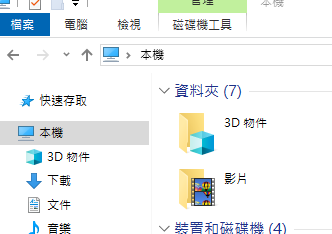 管理
本機
檔案
電腦
檢視
磁碟機工具
本機
快速存取
本機
3D 物件
下載
文件
音樂
資料夾 (7)
3D 物件
影片
裝置和磁碟機 (4)